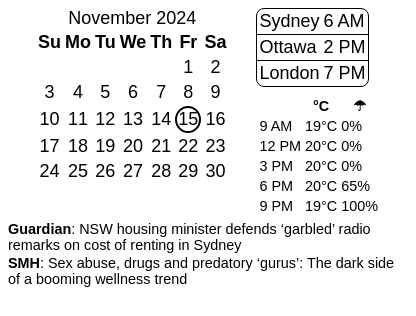 November 2024
Su Mo Tu We Th Fr Sa
1 2
3 4 5 6 7 8 9
10 11 12 13 14 15 16
17 18 19 20 21 22 23
24 25 26 27 28 29 30
Sydney 6 AM
Ottawa 2 PM
London 7 PM
°C ☂
9 AM 19°C 0%
12 PM 20°C 0%
3 PM 20°C 0%
6 PM 20°C 65%
9 PM 19°C 100%
Guardian: NSW housing minister defends ‘garbled’ radio
remarks on cost of renting in Sydney
SMH: Sex abuse, drugs and predatory ‘gurus’: The dark side
of a booming wellness trend